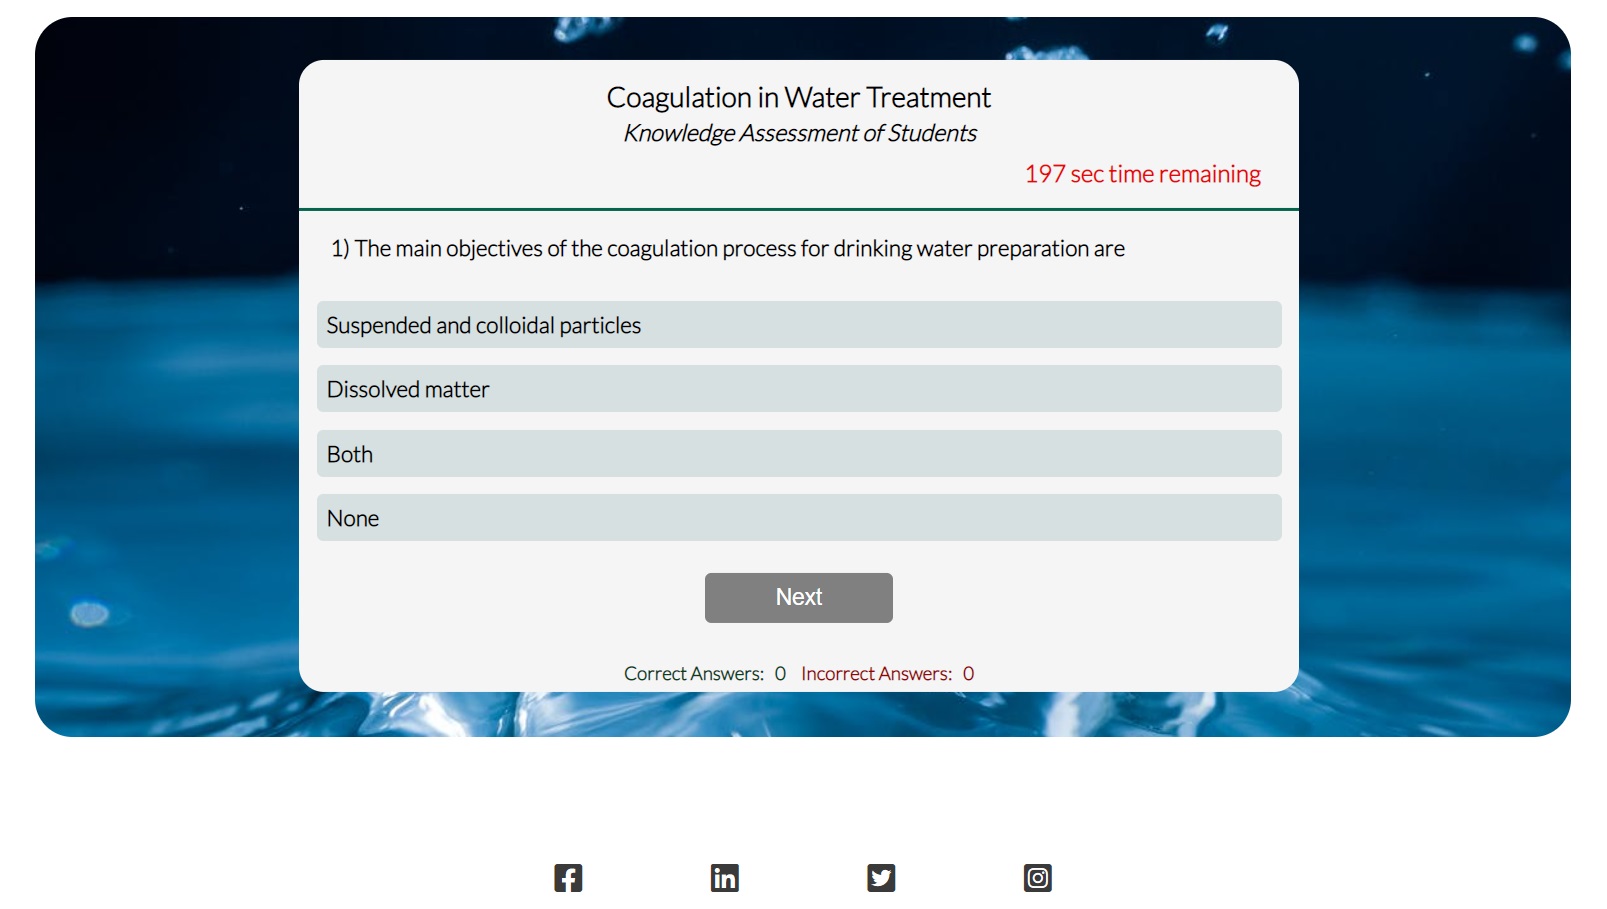 Coagulation in Water Treatment
Knowledge Assessment of Students
197 sec time remaining
1) The main objectives of the coagulation process for drinking water preparation are
Suspended and colloidal particles
Dissolved matter
Both
None
Next
Correct Answers: 0 Incorrect Answers: 0